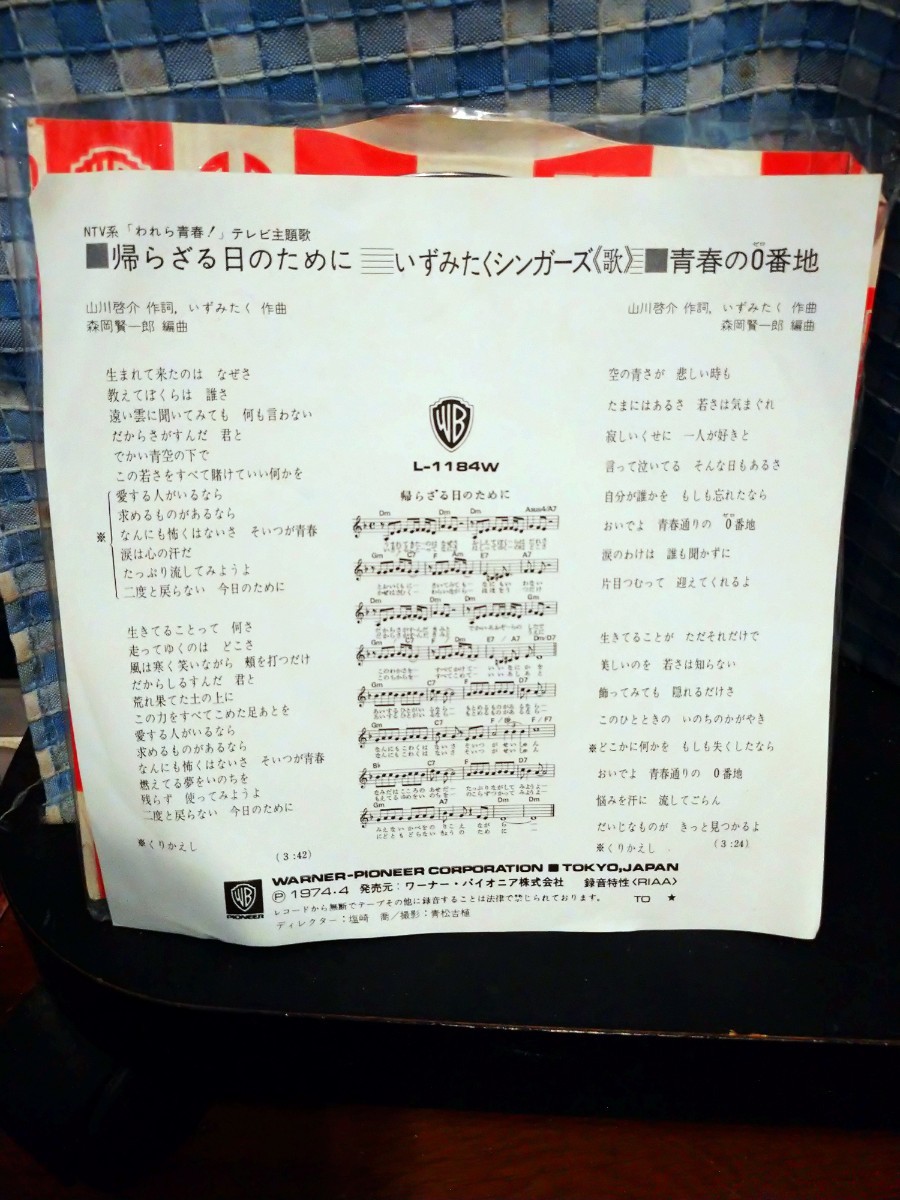 NTV系「われら青春!」テレビ主題歌
■帰らざる日のために いずみたくシンガーズ《歌》 ■青春の0番地
ゼロ
山川啓介 作詞, いずみたく 作曲
森岡賢一郎 編曲
生まれて来たのは なぜさ
教えてぼくらは 誰さ
遠い雲に聞いてみても 何も言わない
だからさがすんだ 君と
でかい青空の下で
この若さをすべて賭けていい何かを
※
愛する人がいるなら
求めるものがあるなら
なんにも怖くはないさ そいつが青春
涙は心の汗だ
たっぷり流してみようよ
二度と戻らない 今日のために
生きてることって 何さ
走ってゆくのは どこさ
風は寒く笑いながら 頬を打つだけ
だからしるすんだ 君と
荒れ果てた土の上に
この力をすべてこめた足あとを
愛する人がいるなら
求めるものがあるなら
なんにも怖くはないさ そいつが青春
燃えてる夢をいのちを
残らず 使ってみようよ
二度と戻らない 今日のために
※くりかえし
(3:42)
WB
L-1184W
帰らざる日のために
山川啓介 作詞, いずみたく 作曲
森岡賢一郎 編曲
空の青さが 悲しい時も
たまにはあるさ 若さは気まぐれ
寂しいくせに 一人が好きと
言って泣いてる そんな日もあるさ
自分が誰かを もしも忘れたなら
おいでよ 青春通りの 0番地
ゼロ
涙のわけは 誰も聞かずに
片目つむって 迎えてくれるよ
生きてることが ただそれだけで
美しいのを 若さは知らない
飾ってみても 隠れるだけさ
このひとときの いのちのかがやき
※どこかに何かを もしも失くしたなら
おいでよ 青春通りの 0番地
悩みを汗に 流してごらん
だいじなものが きっと見つかるよ
※くりかえし (3:24)
WB
PIONEER
WARNER-PIONEER CORPORATION ■ TOKYO, JAPAN
Ⓟ1974・4 発売元:ワーナー・パイオニア株式会社 録音特性〈RIAA〉
レコードから無断でテープその他に録音することは法律で禁じられております。 TO ★
ディレクター:塩崎 喬/撮影:青松吉植